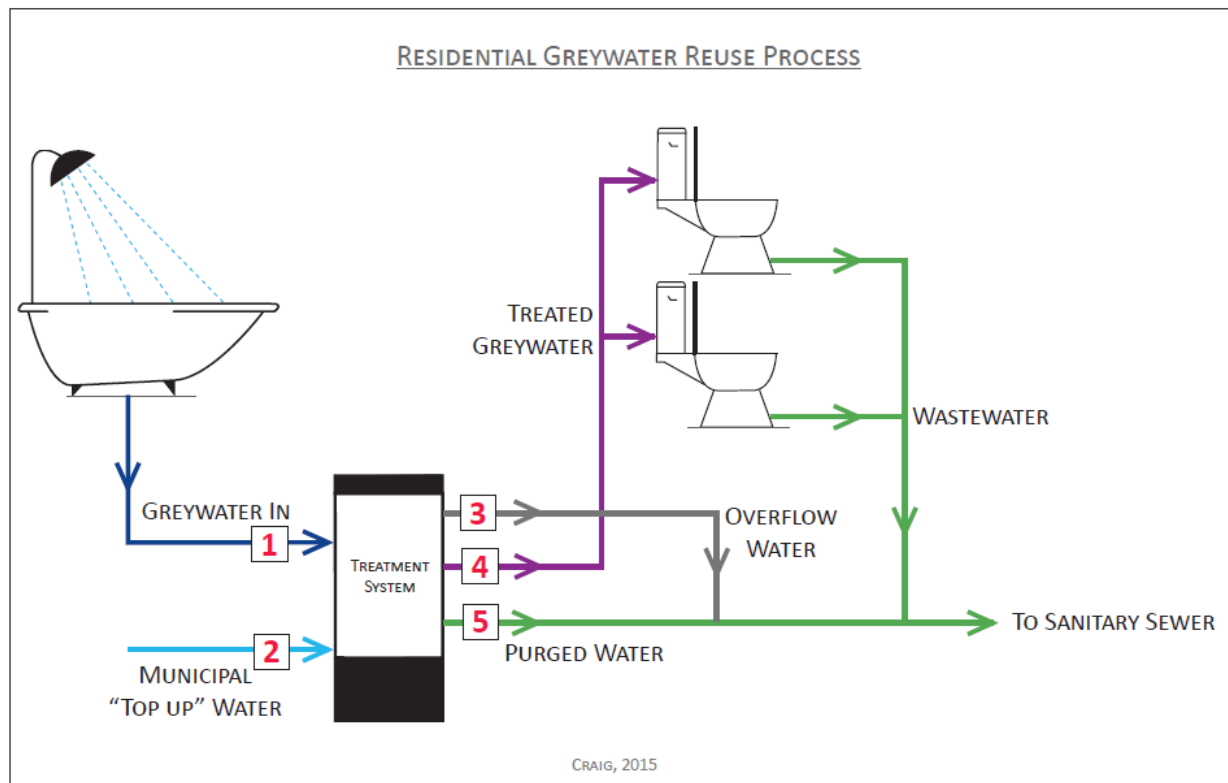 RESIDENTIAL GREYWATER REUSE PROCESS
TREATED
GREYWATER
WASTEWATER
GREYWATER IN
1
3
OVERFLOW
WATER
TREATMENT
SYSTEM
4
5
TO SANITARY SEWER
PURGED WATER
2
MUNICIPAL
“TOP UP” WATER
CRAIG, 2015